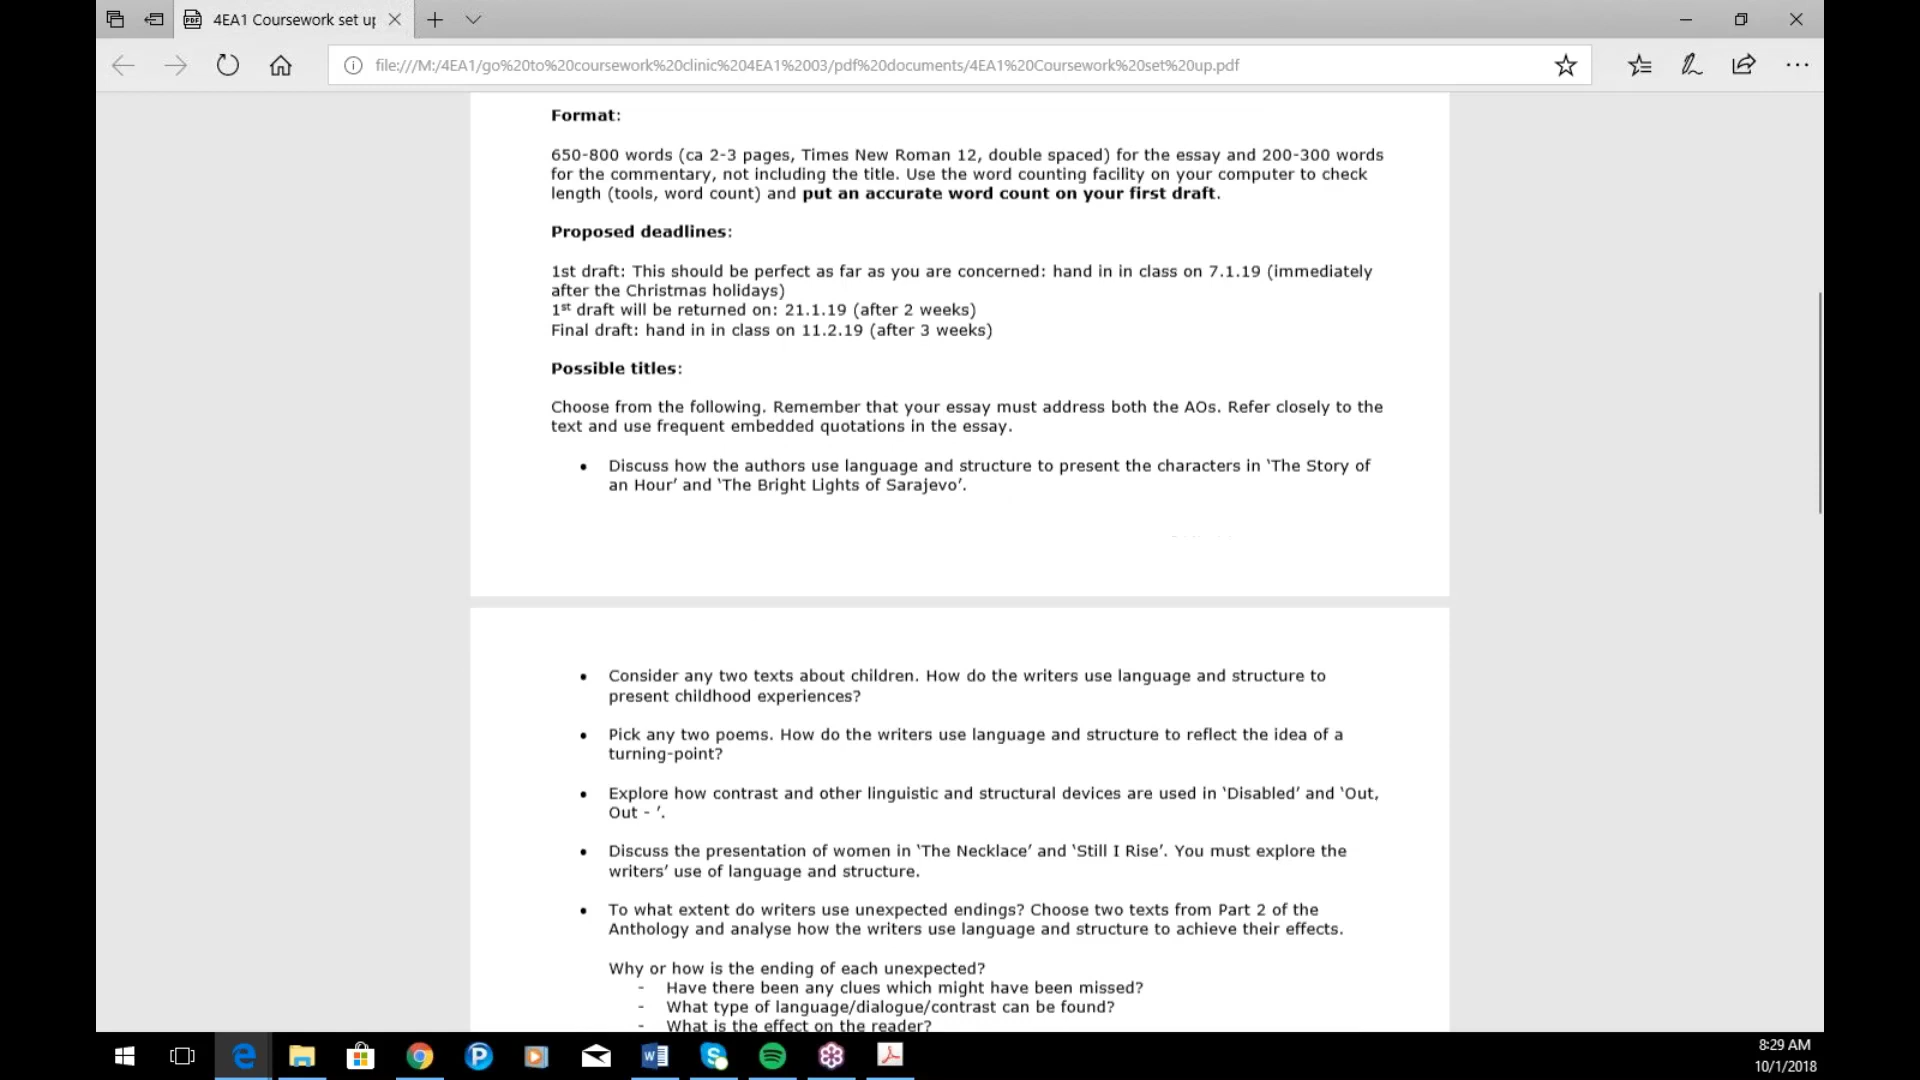 4EA1 Coursework set up
file:///M:/4EA1/go%20to%20coursework%20clinic%204EA1%2003/pdf%20documents/4EA1%20Coursework%20set%20up.pdf
Format:
650-800 words (ca 2-3 pages, Times New Roman 12, double spaced) for the essay and 200-300 words
for the commentary, not including the title. Use the word counting facility on your computer to check
length (tools, word count) and put an accurate word count on your first draft.
Proposed deadlines:
1st draft: This should be perfect as far as you are concerned: hand in in class on 7.1.19 (immediately
after the Christmas holidays)
1st draft will be returned on: 21.1.19 (after 2 weeks)
Final draft: hand in in class on 11.2.19 (after 3 weeks)
Possible titles:
Choose from the following. Remember that your essay must address both the AOs. Refer closely to the
text and use frequent embedded quotations in the essay.
• Discuss how the authors use language and structure to present the characters in ‘The Story of
an Hour’ and ‘The Bright Lights of Sarajevo’.
• Consider any two texts about children. How do the writers use language and structure to
present childhood experiences?
• Pick any two poems. How do the writers use language and structure to reflect the idea of a
turning-point?
• Explore how contrast and other linguistic and structural devices are used in ‘Disabled’ and ‘Out,
Out - ’.
• Discuss the presentation of women in ‘The Necklace’ and ‘Still I Rise’. You must explore the
writers’ use of language and structure.
• To what extent do writers use unexpected endings? Choose two texts from Part 2 of the
Anthology and analyse how the writers use language and structure to achieve their effects.
Why or how is the ending of each unexpected?
- Have there been any clues which might have been missed?
- What type of language/dialogue/contrast can be found?
- What is the effect on the reader?
8:29 AM
10/1/2018